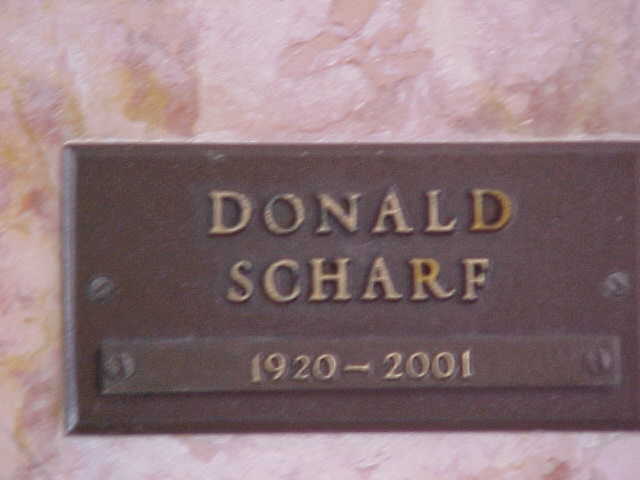 DONALD
SCHARF
1920 – 2001